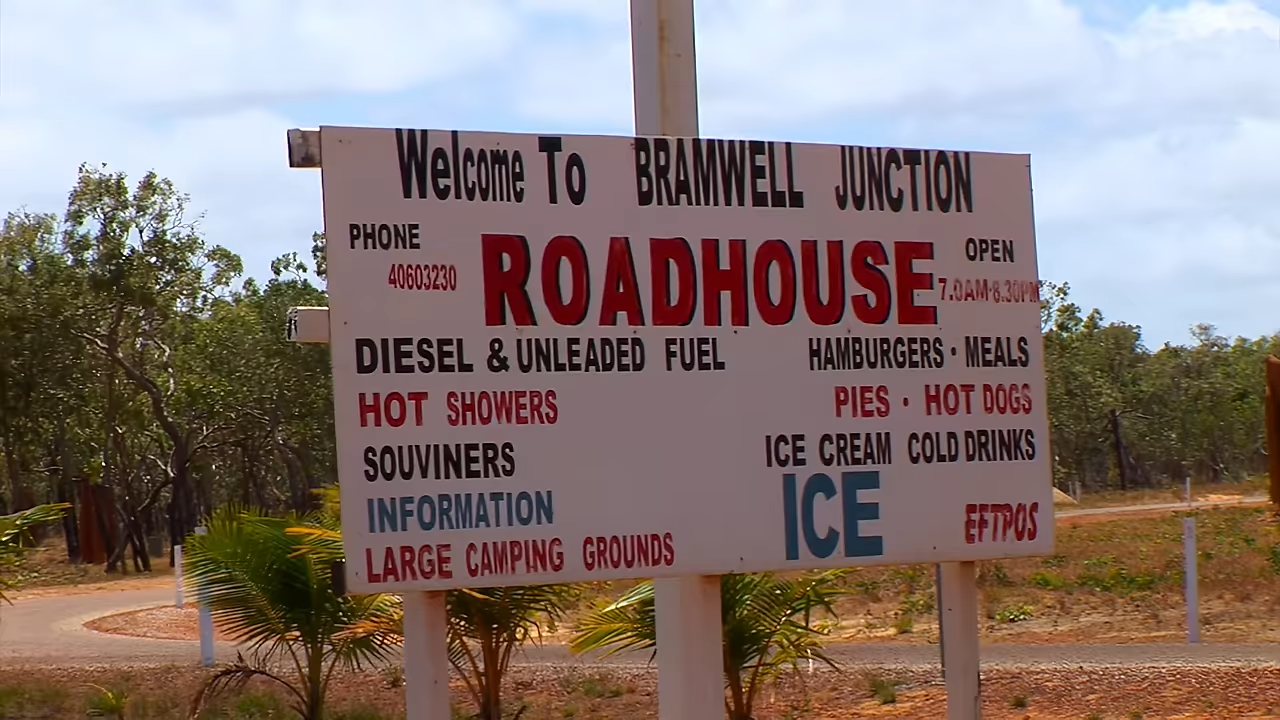 Welcome To BRAMWELL JUNCTION
PHONE
40603230
ROADHOUSE
OPEN
7.0AM-8.30PM
DIESEL & UNLEADED FUEL
HAMBURGERS · MEALS
HOT SHOWERS
PIES · HOT DOGS
SOUVINERS
ICE CREAM COLD DRINKS
INFORMATION
ICE
LARGE CAMPING GROUNDS
EFTPOS